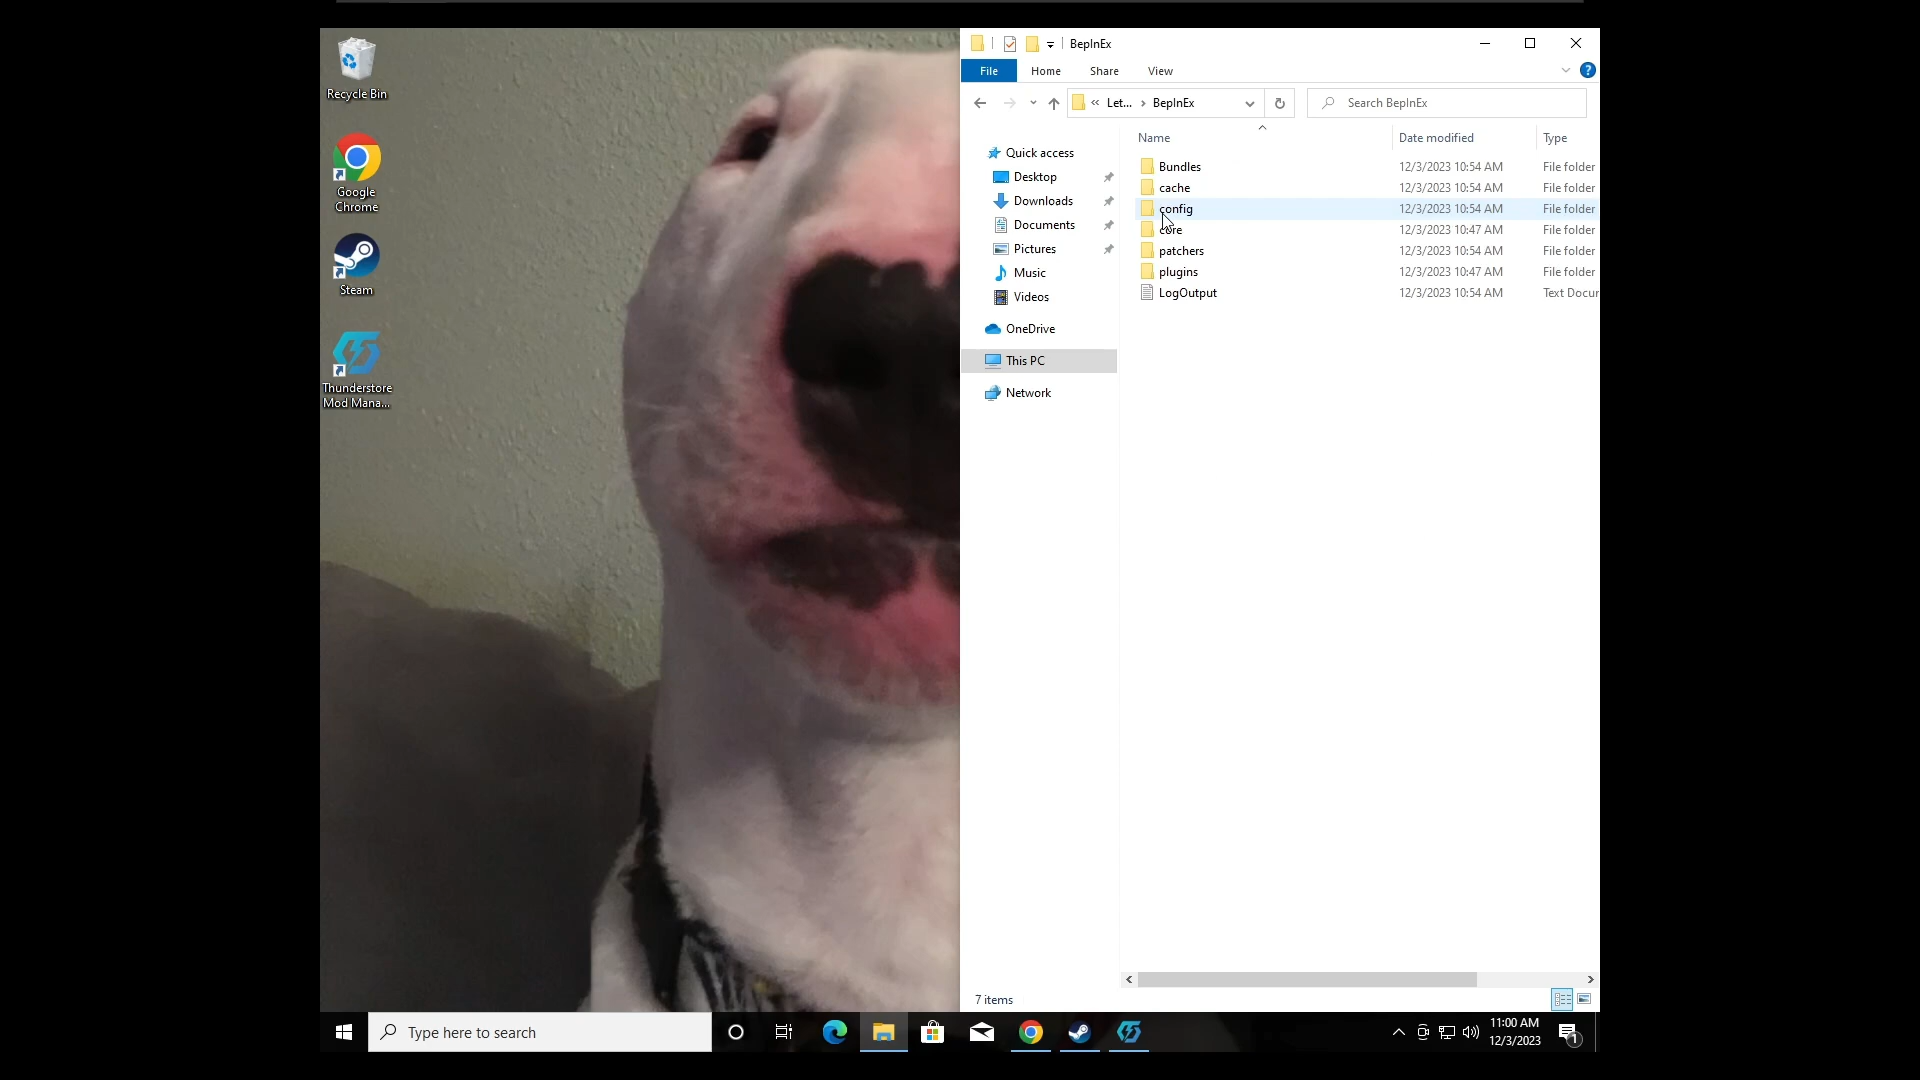 Recycle Bin
Google
Chrome
Steam
Thunderstore
Mod Mana...
BepInEx
File
Home
Share
View
?
« Let... › BepInEx
Search BepInEx
Quick access
Desktop
Downloads
Documents
Pictures
Music
Videos
OneDrive
This PC
Network
Name
Date modified
Type
Bundles
12/3/2023 10:54 AM
File folder
cache
12/3/2023 10:54 AM
File folder
config
12/3/2023 10:54 AM
File folder
core
12/3/2023 10:47 AM
File folder
patchers
12/3/2023 10:54 AM
File folder
plugins
12/3/2023 10:47 AM
File folder
LogOutput
12/3/2023 10:54 AM
Text Docur
7 items
Type here to search
11:00 AM
12/3/2023
1